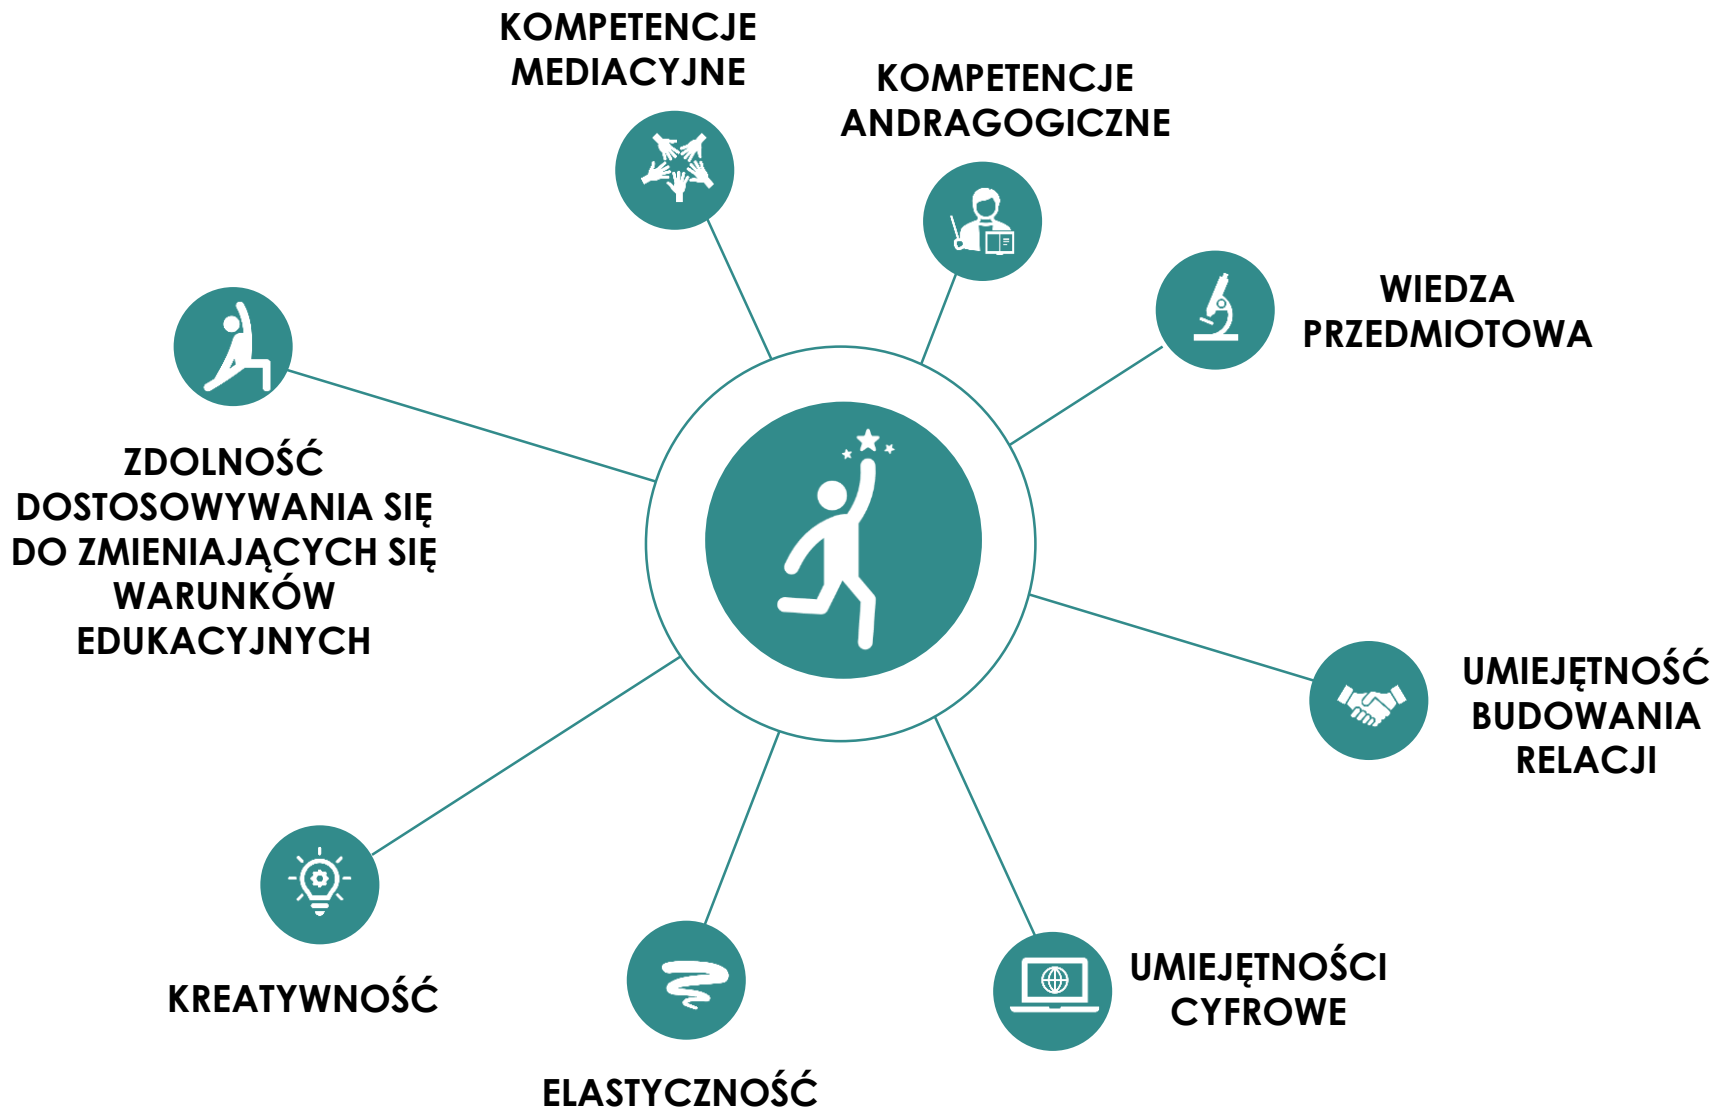 KOMPETENCJE
MEDIACYJNE
KOMPETENCJE
ANDRAGOGICZNE
WIEDZA
PRZEDMIOTOWA
ZDOLNOŚĆ
DOSTOSOWYWANIA SIĘ
DO ZMIENIAJĄCYCH SIĘ
WARUNKÓW
EDUKACYJNYCH
UMIEJĘTNOŚĆ
BUDOWANIA
RELACJI
KREATYWNOŚĆ
UMIEJĘTNOŚCI
CYFROWE
ELASTYCZNOŚĆ